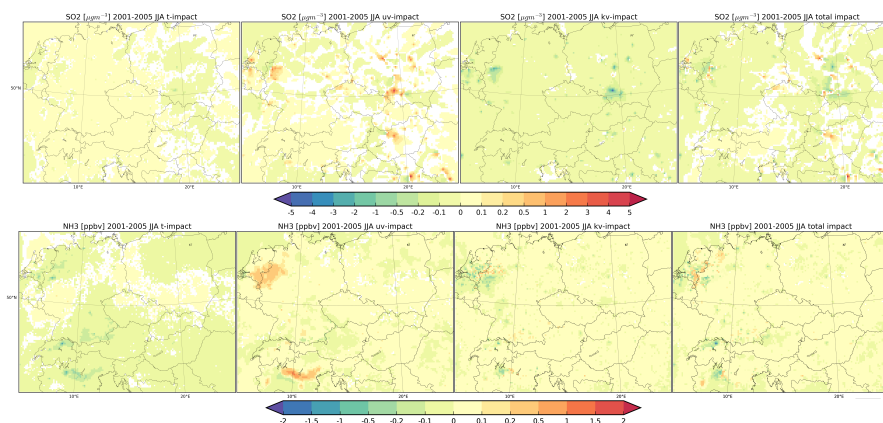 SO2 [μgm⁻³] 2001-2005 JJA t-impact
SO2 [μgm⁻³] 2001-2005 JJA uv-impact
SO2 [μgm⁻³] 2001-2005 JJA kv-impact
SO2 [μgm⁻³] 2001-2005 JJA total impact
50°N
10°E 20°E 10°E 20°E 10°E 20°E 10°E 20°E
-5 -4 -3 -2 -1 -0.5 -0.2 -0.1 0 0.1 0.2 0.5 1 2 3 4 5
NH3 [ppbv] 2001-2005 JJA t-impact
NH3 [ppbv] 2001-2005 JJA uv-impact
NH3 [ppbv] 2001-2005 JJA kv-impact
NH3 [ppbv] 2001-2005 JJA total impact
50°N
10°E 20°E 10°E 20°E 10°E 20°E 10°E 20°E
-2 -1.5 -1 -0.5 -0.2 -0.1 0 0.1 0.2 0.5 1 1.5 2